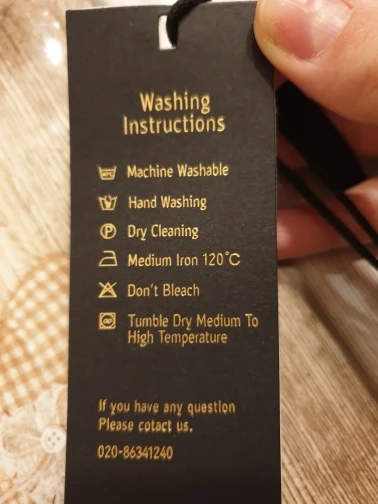 Washing
Instructions
Machine Washable
Hand Washing
Dry Cleaning
Medium Iron 120°C
Don't Bleach
Tumble Dry Medium To
High Temperature
If you have any question
Please cotact us.
020-86341240